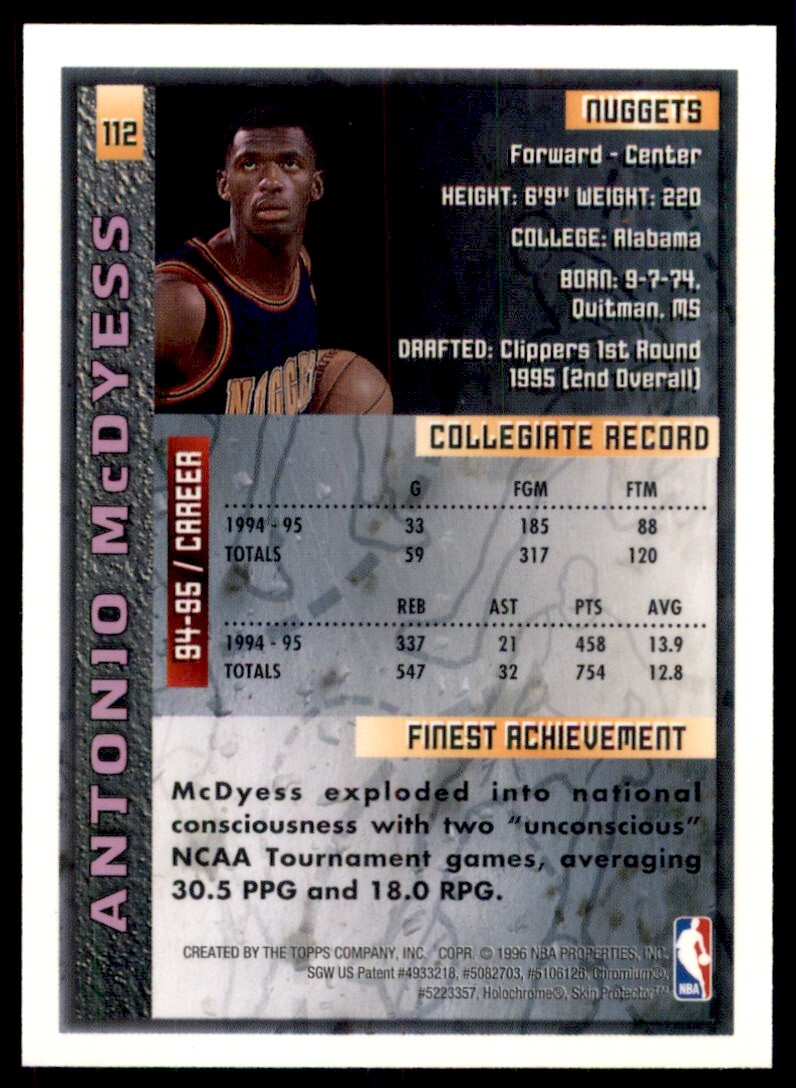 112
ANTONIO McDYESS
NUGGETS
Forward - Center
HEIGHT: 6'9" WEIGHT: 220
COLLEGE: Alabama
BORN: 9-7-74,
Quitman, MS
DRAFTED: Clippers 1st Round
1995 (2nd Overall)
NUGGE
COLLEGIATE RECORD
94-95 / CAREER
G FGM FTM
1994 - 95 33 185 88
TOTALS 59 317 120
REB AST PTS AVG
1994 - 95 337 21 458 13.9
TOTALS 547 32 754 12.8
FINEST ACHIEVEMENT
McDyess exploded into national
consciousness with two "unconscious"
NCAA Tournament games, averaging
30.5 PPG and 18.0 RPG.
CREATED BY THE TOPPS COMPANY, INC. COPR. © 1996 NBA PROPERTIES, INC.
SGW US Patent #4933218, #5082703, #5106126, Chromium®,
#5223357, Holochrome®, Skin Protector™
NBA